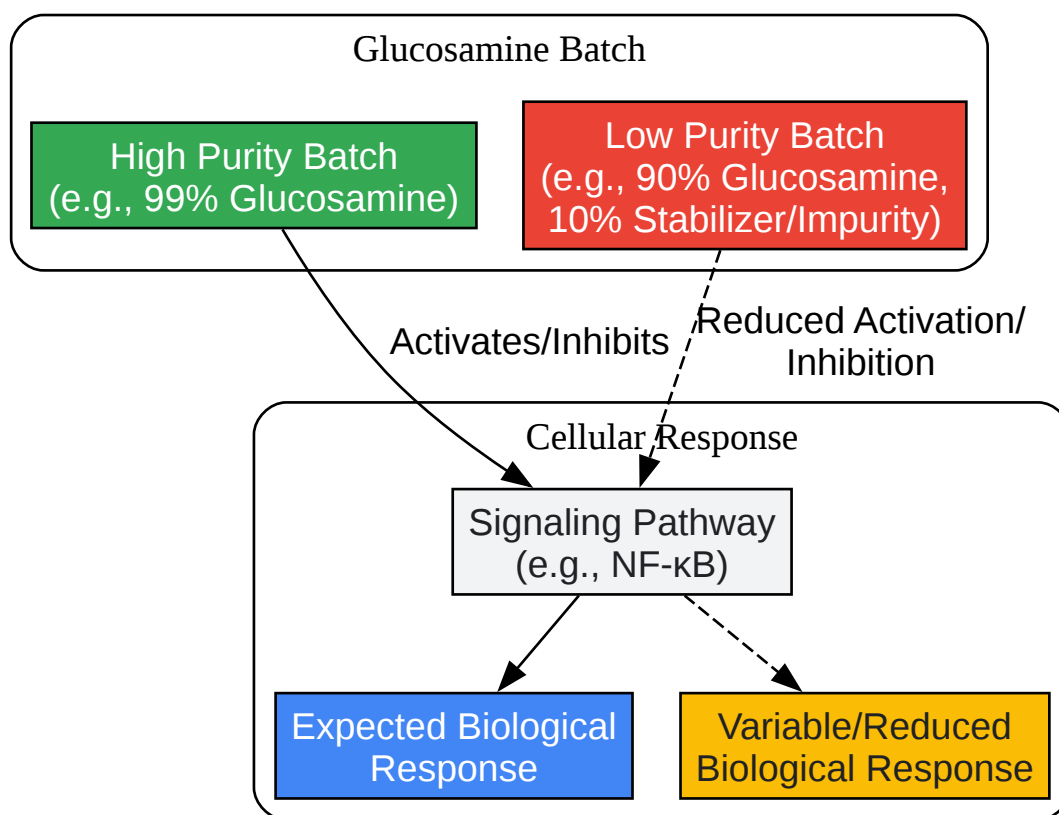 Glucosamine Batch
High Purity Batch
(e.g., 99% Glucosamine)
Low Purity Batch
(e.g., 90% Glucosamine,
10% Stabilizer/Impurity)
Activates/Inhibits
Reduced Activation/
Inhibition
Cellular Response
Signaling Pathway
(e.g., NF-κB)
Expected Biological
Response
Variable/Reduced
Biological Response